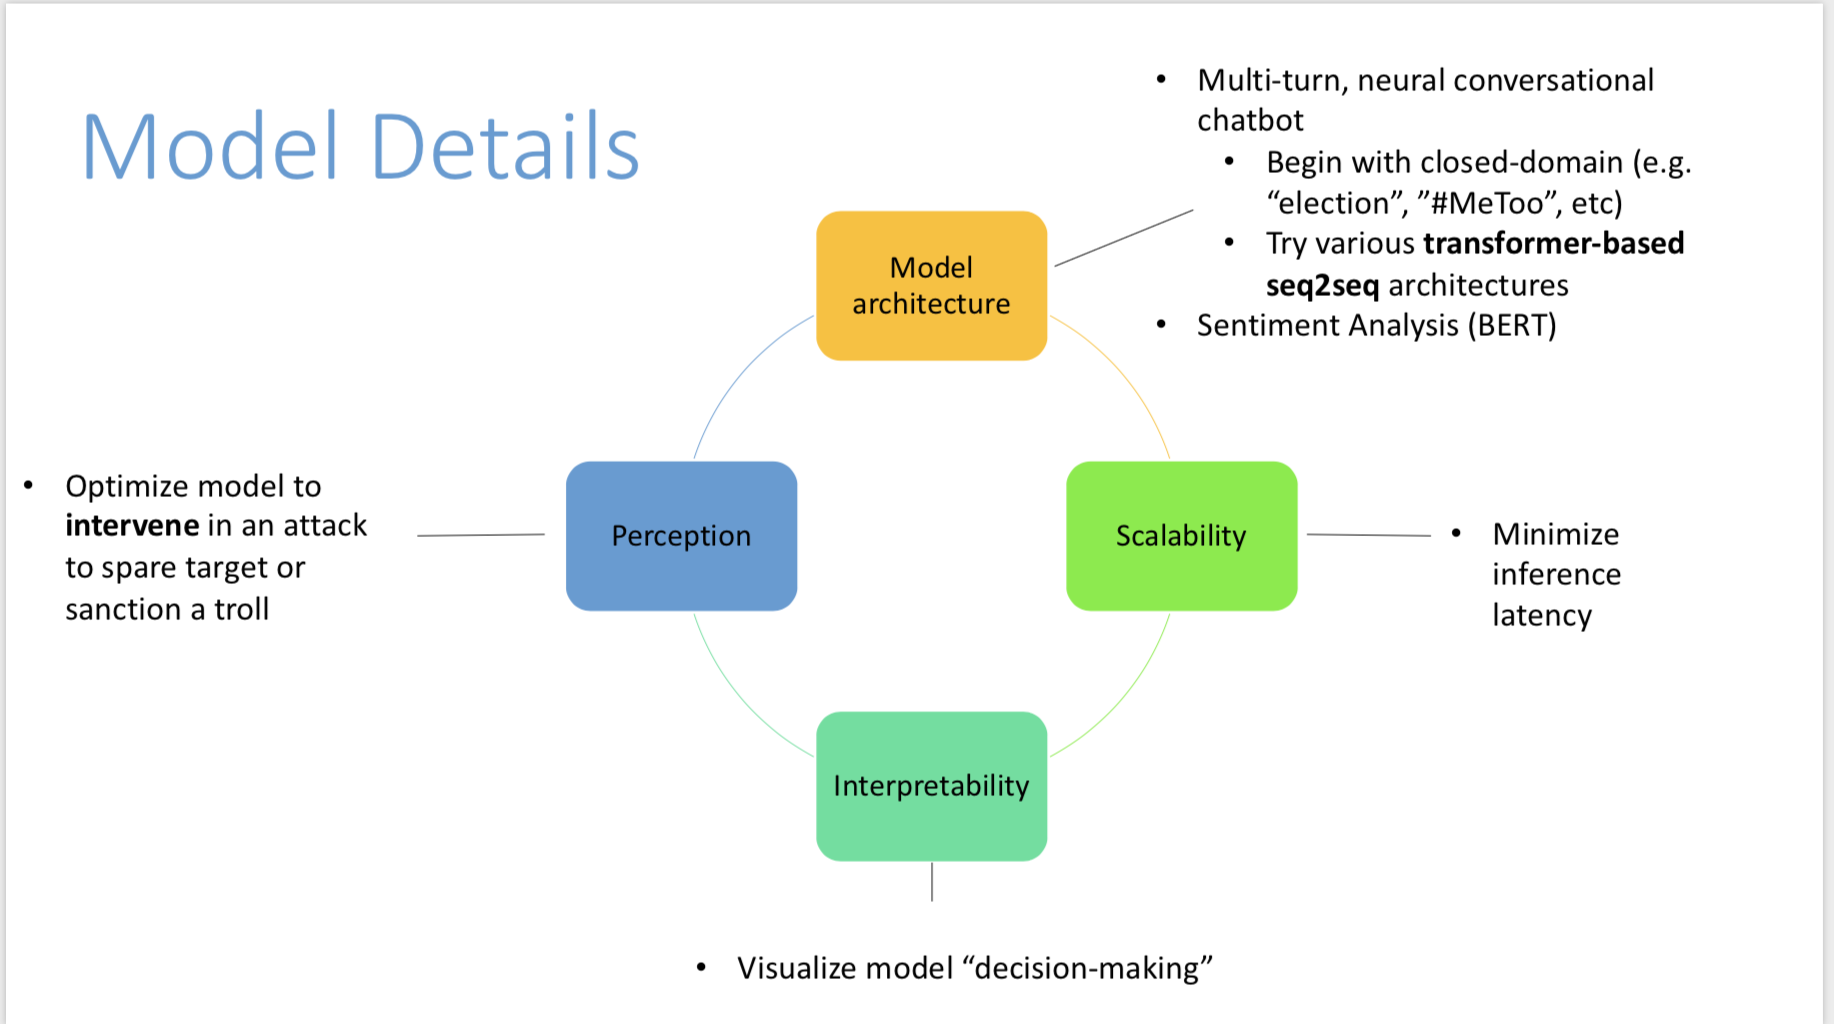 Model Details
• Multi-turn, neural conversational
chatbot
• Begin with closed-domain (e.g.
“election”, ”#MeToo”, etc)
• Try various transformer-based
seq2seq architectures
• Sentiment Analysis (BERT)
Model
architecture
• Optimize model to
intervene in an attack
to spare target or
sanction a troll
Perception
Scalability
• Minimize
inference
latency
Interpretability
• Visualize model “decision-making”